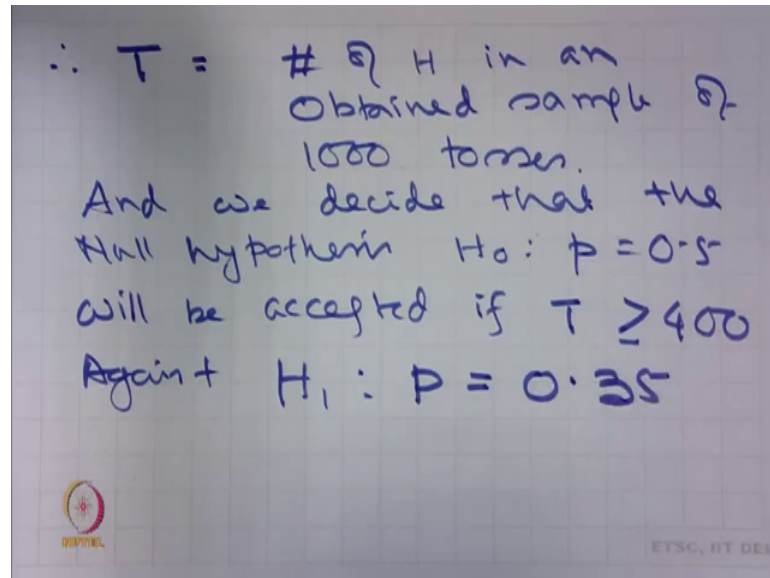 ∴ T = # of H in an
Obtained sample of
1000 tosses.
And we decide that the
Null hypothesis H₀: p = 0.5
will be accepted if T ≥ 400
Against H₁ : P = 0.35
NPTEL
ETSC, IIT DEL